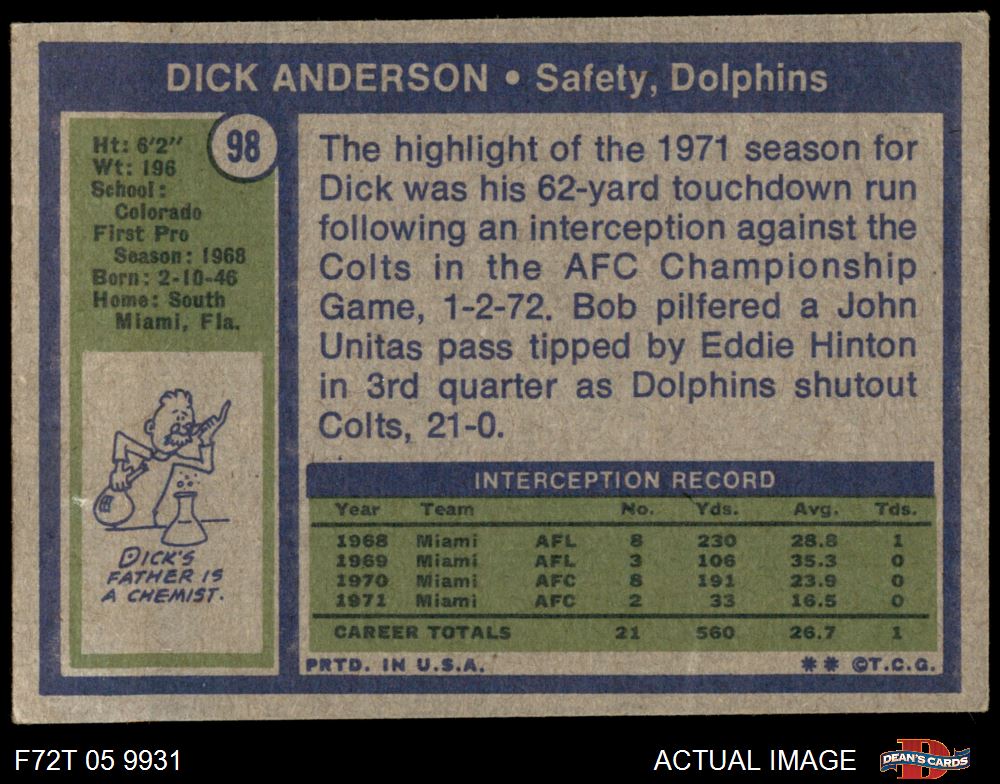 DICK ANDERSON • Safety, Dolphins
98
Ht: 6'2"
Wt: 196
School:
Colorado
First Pro
Season: 1968
Born: 2-10-46
Home: South
Miami, Fla.
DICK'S
FATHER IS
A CHEMIST.
The highlight of the 1971 season for
Dick was his 62-yard touchdown run
following an interception against the
Colts in the AFC Championship
Game, 1-2-72. Bob pilfered a John
Unitas pass tipped by Eddie Hinton
in 3rd quarter as Dolphins shutout
Colts, 21-0.
INTERCEPTION RECORD
Year Team No. Yds. Avg. Tds.
1968 Miami AFL 8 230 28.8 1
1969 Miami AFL 3 106 35.3 0
1970 Miami AFC 8 191 23.9 0
1971 Miami AFC 2 33 16.5 0
CAREER TOTALS 21 560 26.7 1
PRTD. IN U.S.A. ** ©T.C.G.
F72T 05 9931 ACTUAL IMAGE
D
DEAN'S CARDS